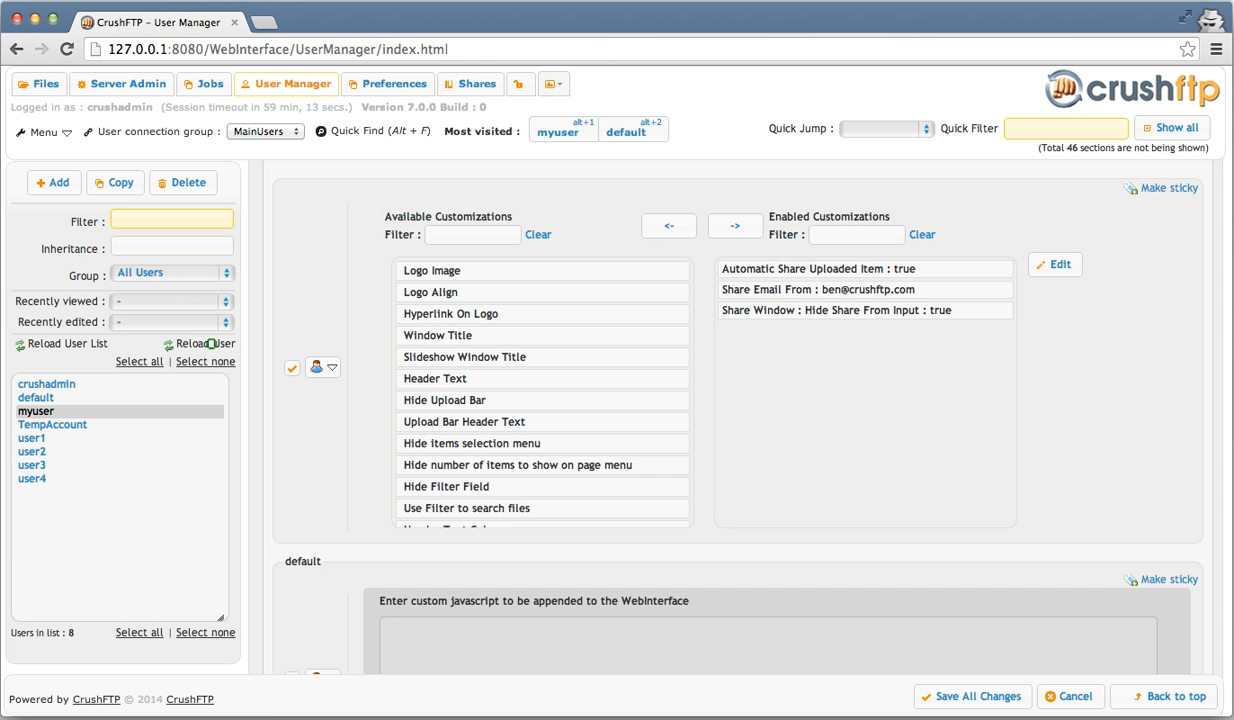 CrushFTP – User Manager
127.0.0.1:8080/WebInterface/UserManager/index.html
Files Server Admin Jobs User Manager Preferences Shares
crushftp
Logged in as : crushadmin (Session timeout in 59 min, 13 secs.) Version 7.0.0 Build : 0
Menu User connection group : MainUsers Quick Find (Alt + F) Most visited : myuser alt+1 default alt+2 Quick Jump : Quick Filter Show all
(Total 46 sections are not being shown)
Add Copy Delete
Filter :
Inheritance :
Group : All Users
Recently viewed : -
Recently edited : -
Reload User List Reload User
Select all | Select none
crushadmin
default
myuser
TempAccount
user1
user2
user3
user4
Users in list : 8 Select all | Select none
Make sticky
Available Customizations <- -> Enabled Customizations
Filter : Clear Filter : Clear
Logo Image
Logo Align
Hyperlink On Logo
Window Title
Slideshow Window Title
Header Text
Hide Upload Bar
Upload Bar Header Text
Hide items selection menu
Hide number of items to show on page menu
Hide Filter Field
Use Filter to search files
Automatic Share Uploaded Item : true
Share Email From : ben@crushftp.com
Share Window : Hide Share From Input : true
Edit
default
Make sticky
Enter custom javascript to be appended to the WebInterface
Powered by CrushFTP © 2014 CrushFTP
Save All Changes Cancel Back to top